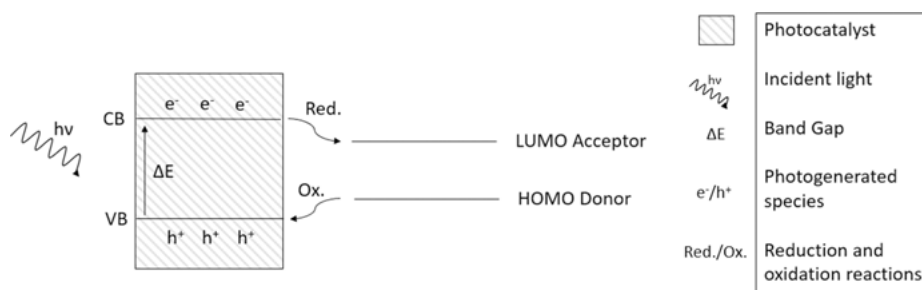 hν
CB
e⁻ e⁻ e⁻
Red.
ΔE
LUMO Acceptor
Ox.
HOMO Donor
VB
h⁺ h⁺ h⁺
Photocatalyst
hν
Incident light
ΔE
Band Gap
e⁻/h⁺
Photogenerated
species
Red./Ox.
Reduction and
oxidation reactions